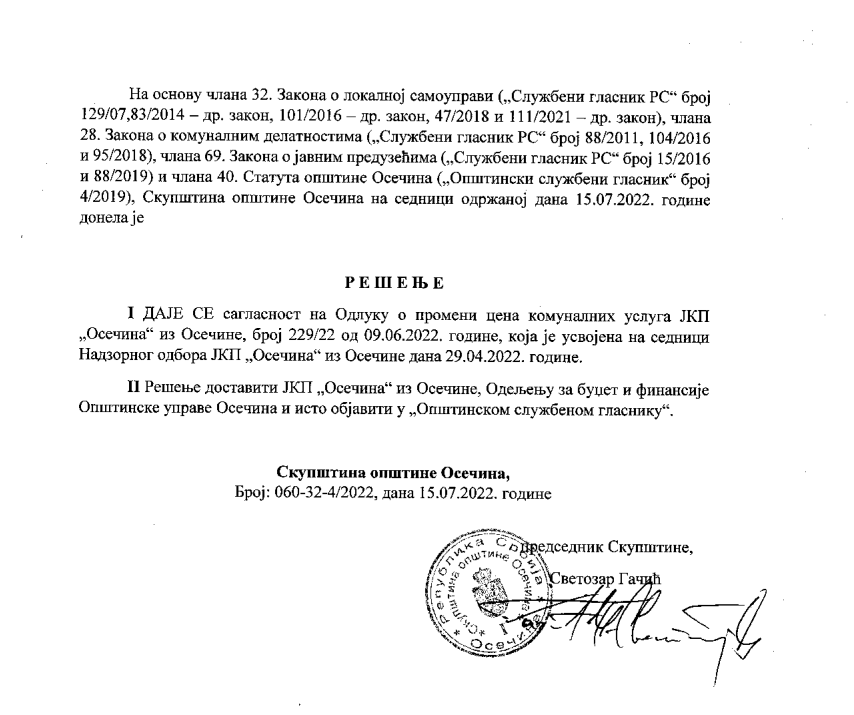 На основу члана 32. Закона о локалној самоуправи („Службени гласник РС“ број
129/07,83/2014 – др. закон, 101/2016 – др. закон, 47/2018 и 111/2021 – др. закон), члана
28. Закона о комуналним делатностима („Службени гласник РС“ број 88/2011, 104/2016
и 95/2018), члана 69. Закона о јавним предузећима („Службени гласник РС“ број 15/2016
и 88/2019) и члана 40. Статута општине Осечина („Општински службени гласник“ број
4/2019), Скупштина општине Осечина на седници одржаној дана 15.07.2022. године
донела је
Р Е Ш Е Њ Е
I ДАЈЕ СЕ сагласност на Одлуку о промени цена комуналних услуга ЈКП
„Осечина“ из Осечине, број 229/22 од 09.06.2022. године, која је усвојена на седници
Надзорног одбора ЈКП „Осечина“ из Осечине дана 29.04.2022. године.
II Решење доставити ЈКП „Осечина“ из Осечине, Одељењу за буџет и финансије
Општинске управе Осечина и исто објавити у „Општинском службеном гласнику“.
Скупштина општине Осечина,
Број: 060-32-4/2022, дана 15.07.2022. године
председник Скупштине,
Светозар Гачић
Република Србија
Скупштина општине Осечина
I
Осечина